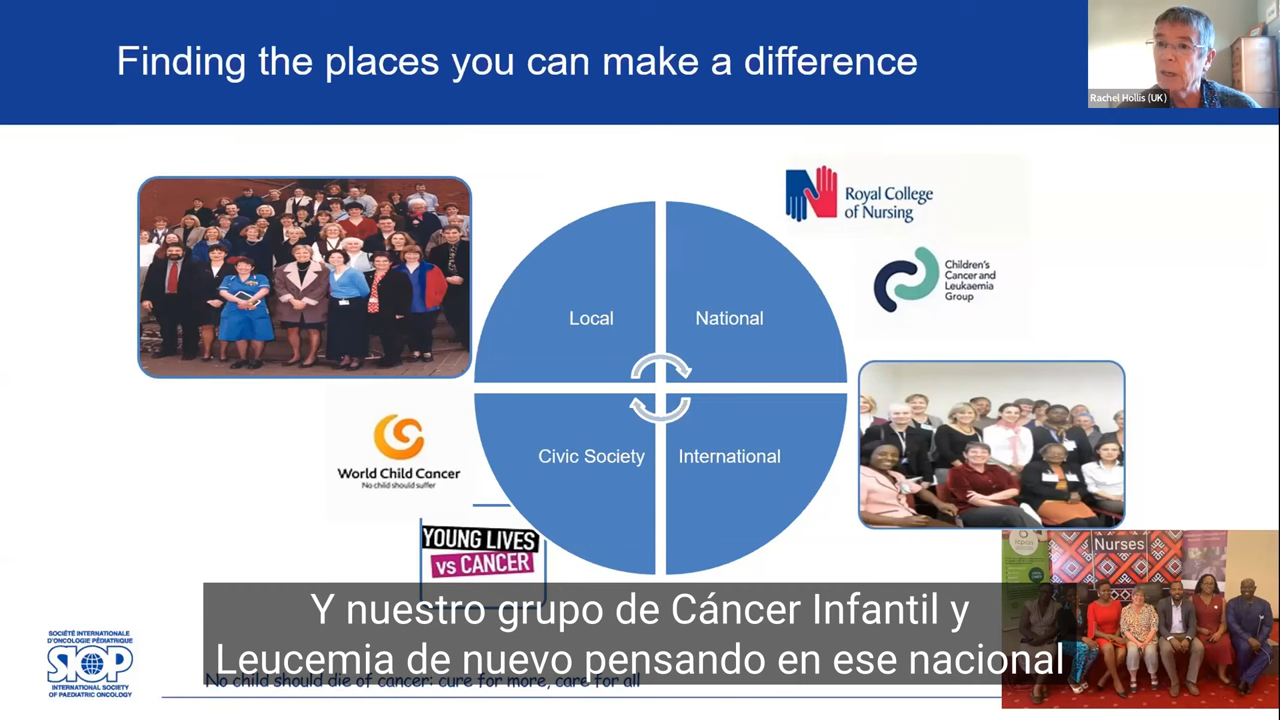 Finding the places you can make a difference
Rachel Hollis (UK)
Royal College
of Nursing
Children's
Cancer and
Leukaemia
Group
Local
National
Civic Society
International
World Child Cancer
No child should suffer
YOUNG LIVES
VS CANCER
Nurses
Y nuestro grupo de Cáncer Infantil y
Leucemia de nuevo pensando en ese nacional
SOCIÉTÉ INTERNATIONALE
D'ONCOLOGIE PÉDIATRIQUE
SIOP
INTERNATIONAL SOCIETY
OF PAEDIATRIC ONCOLOGY
No child should die of cancer: cure for more, care for all